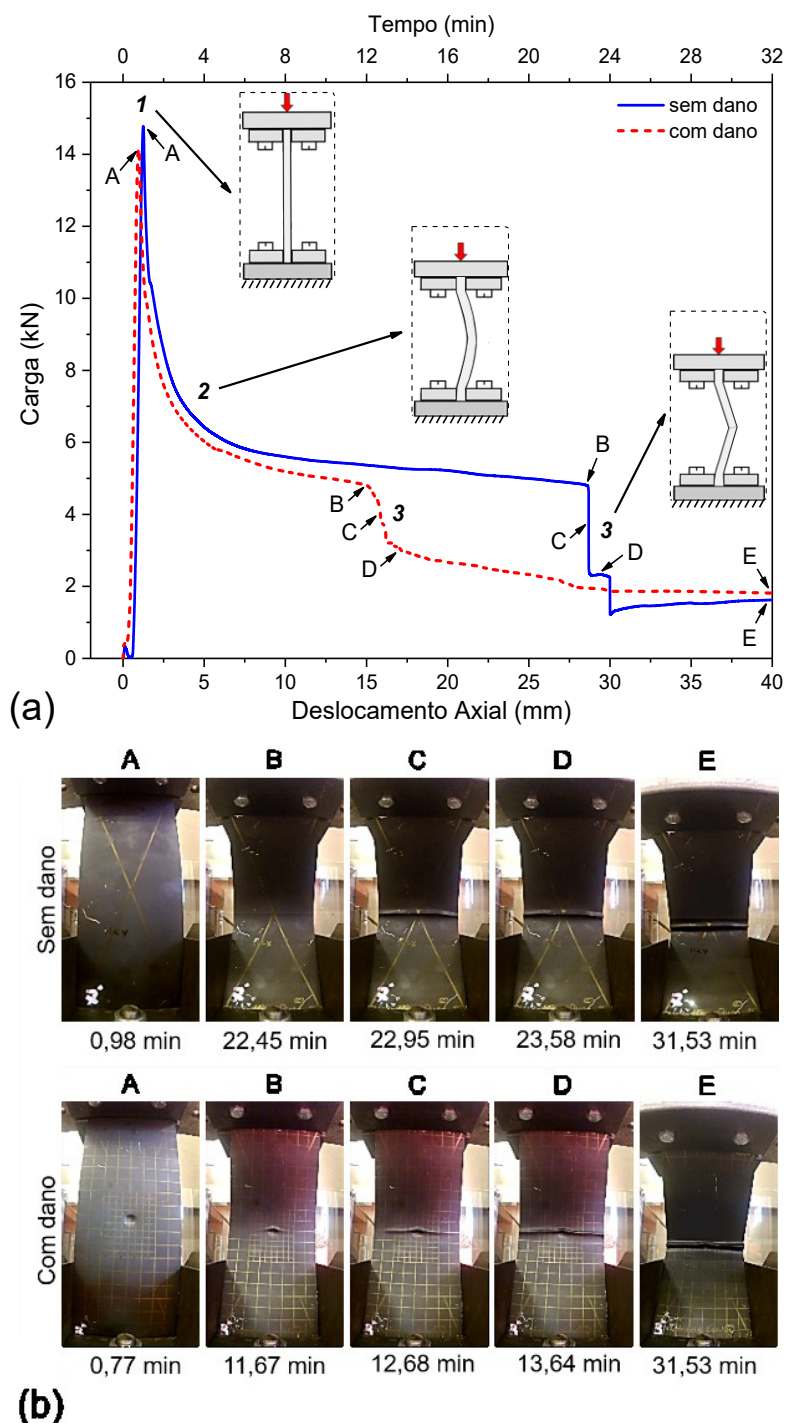 Tempo (min)
0 4 8 12 16 20 24 28 32
16
14
12
10
8
6
4
2
0
Carga (kN)
1
A
A
2
B
C
3
D
B
C
3
D
E
E
sem dano
com dano
0 5 10 15 20 25 30 35 40
Deslocamento Axial (mm)
(a)
A B C D E
Sem dano
0,98 min 22,45 min 22,95 min 23,58 min 31,53 min
A B C D E
Com dano
0,77 min 11,67 min 12,68 min 13,64 min 31,53 min
(b)